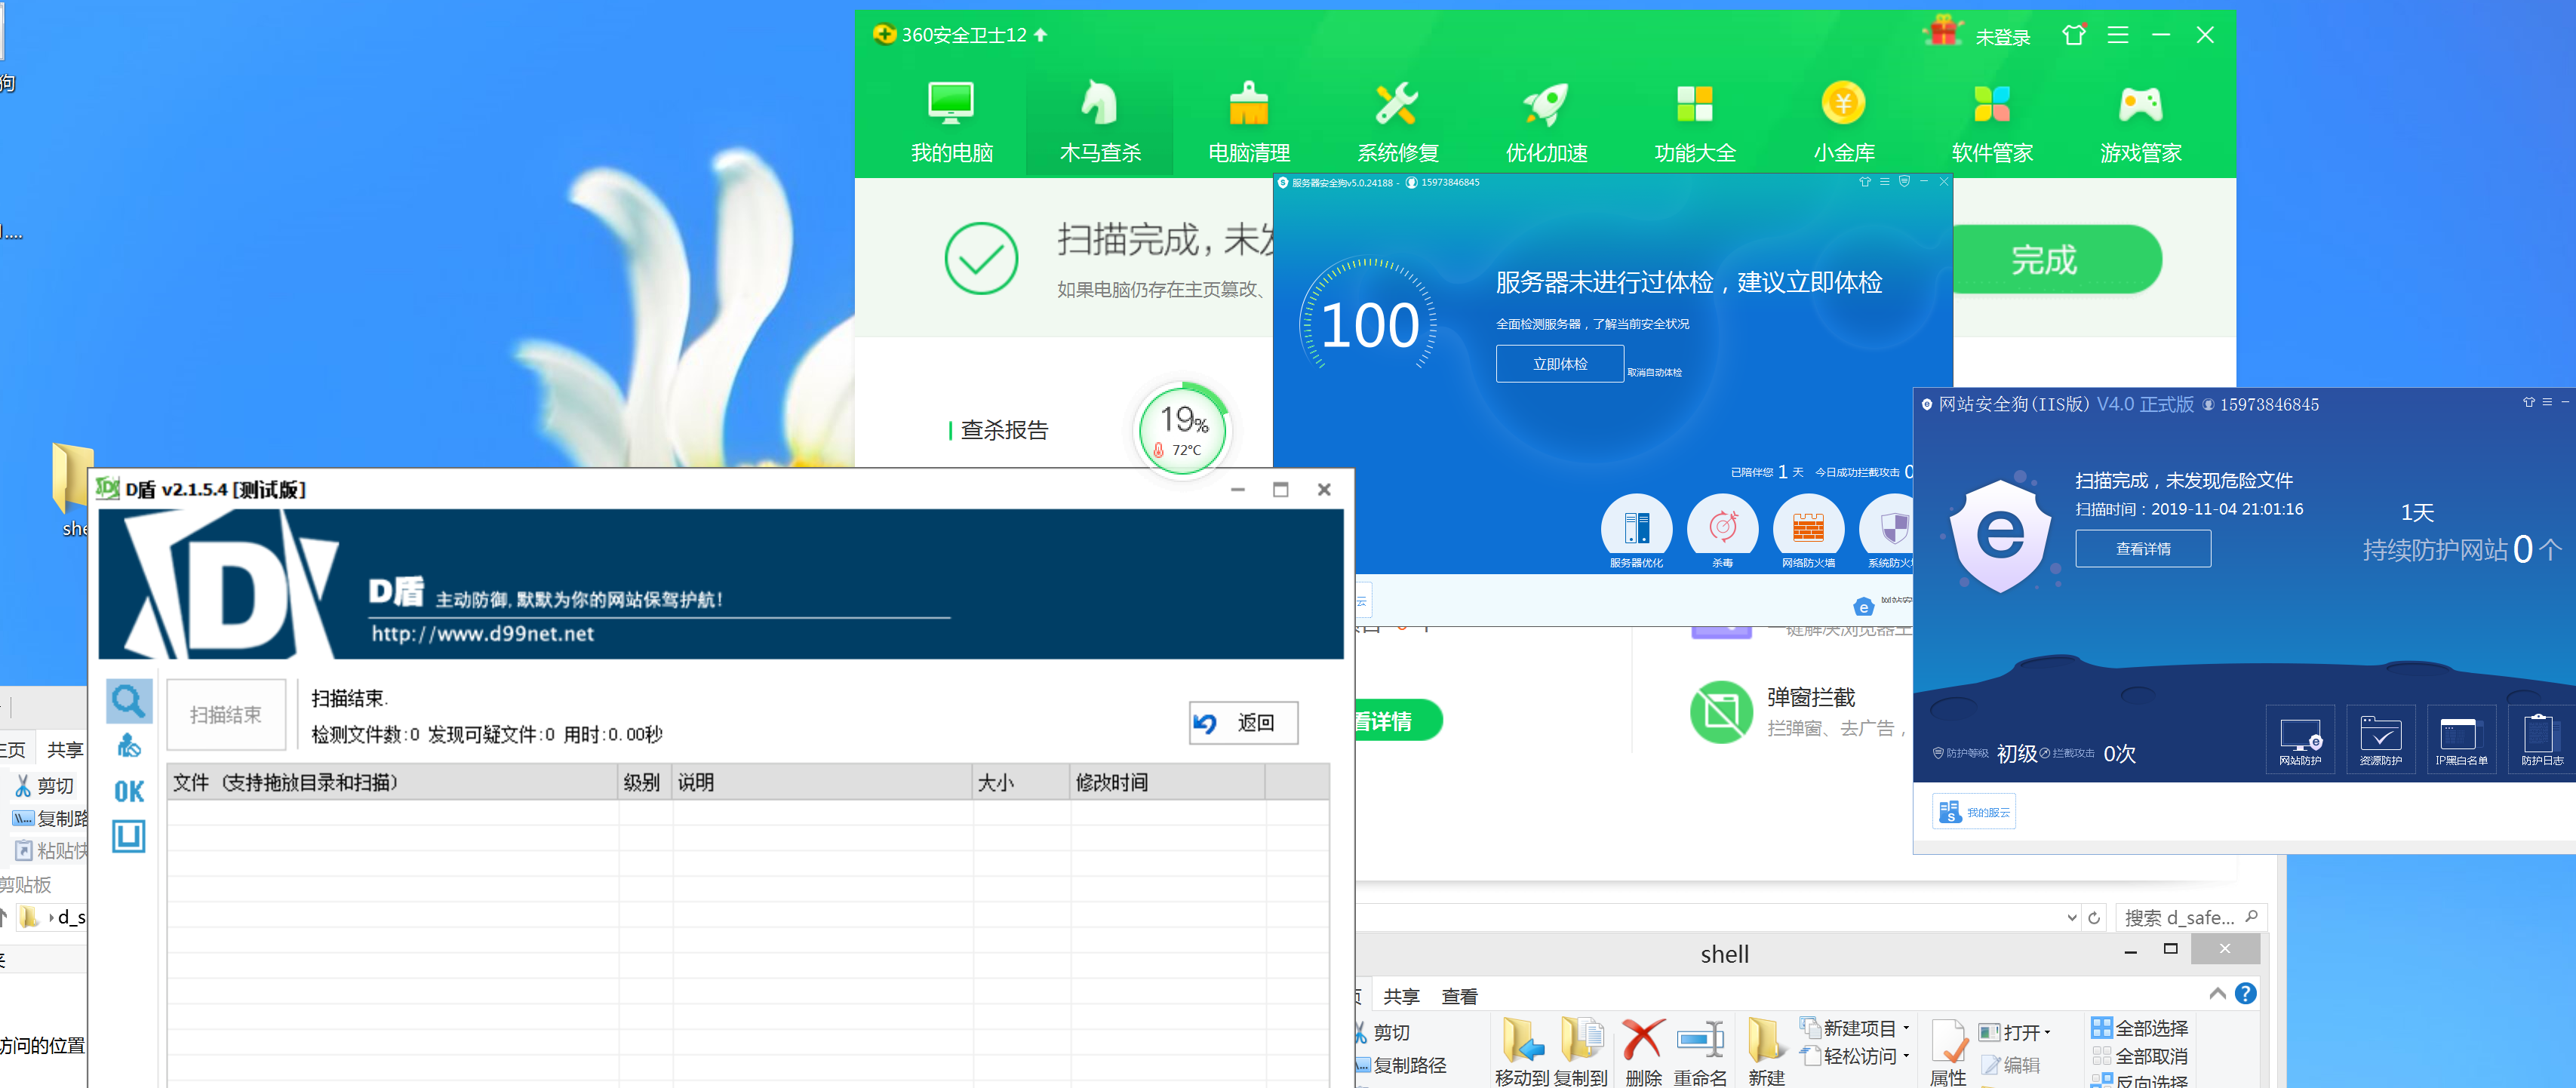 狗
360安全卫士12
未登录
我的电脑
木马查杀
电脑清理
系统修复
优化加速
功能大全
小金库
软件管家
游戏管家
扫描完成，未
如果电脑仍存在主页篡改、
完成
查杀报告
19%
72°C
服务器安全狗v5.0.24188 - 15973846845
100
服务器未进行过体检，建议立即体检
全面检测服务器，了解当前安全状况
立即体检
取消自动体检
已陪伴您 1 天 今日成功拦截攻击 0
服务器优化
杀毒
网络防火墙
系统防火
云
网站安全狗(IIS版) V4.0 正式版 15973846845
扫描完成，未发现危险文件
扫描时间：2019-11-04 21:01:16
查看详情
1天
持续防护网站 0 个
防护等级 初级 拦截攻击 0次
网站防护
资源防护
IP黑白名单
防护日志
我的服云
she
D盾 v2.1.5.4 [测试版]
D盾 主动防御,默默为你的网站保驾护航!
http://www.d99net.net
扫描结束
扫描结束.
检测文件数:0 发现可疑文件:0 用时:0.00秒
返回
OK
文件 （支持拖放目录和扫描）
级别
说明
大小
修改时间
看详情
弹窗拦截
拦弹窗、去广告，
页
共享
剪切
复制路
粘贴快
剪贴板
d_s
访问的位置
搜索 d_safe...
shell
共享
查看
剪切
复制路径
移动到
复制到
删除
重命名
新建
新建项目
轻松访问
属性
打开
编辑
全部选择
全部取消
反向选择